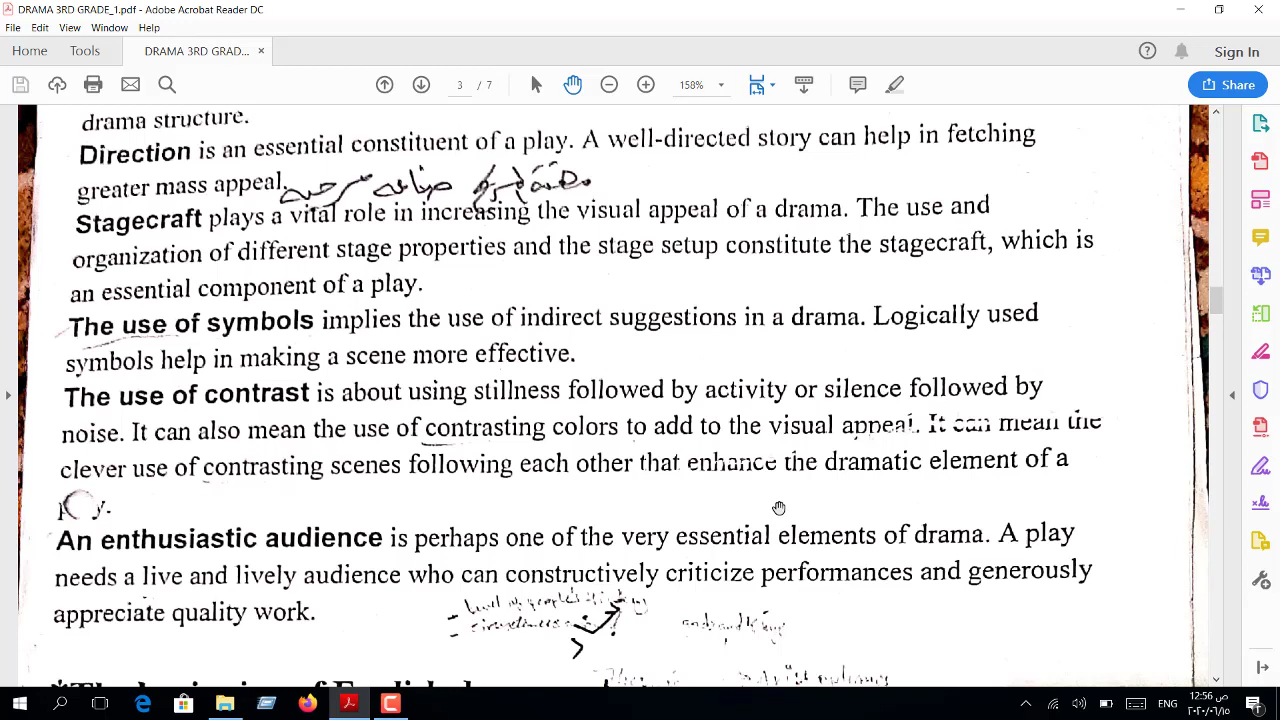 DRAMA 3RD GRADE_1.pdf - Adobe Acrobat Reader DC
File Edit View Window Help
Home Tools DRAMA 3RD GRAD... × Sign In
3 / 7 158% Share
drama structure.
Direction is an essential constituent of a play. A well-directed story can help in fetching
greater mass appeal.
Stagecraft plays a vital role in increasing the visual appeal of a drama. The use and
organization of different stage properties and the stage setup constitute the stagecraft, which is
an essential component of a play.
The use of symbols implies the use of indirect suggestions in a drama. Logically used
symbols help in making a scene more effective.
The use of contrast is about using stillness followed by activity or silence followed by
noise. It can also mean the use of contrasting colors to add to the visual appeal. It can mean the
clever use of contrasting scenes following each other that enhance the dramatic element of a
An enthusiastic audience is perhaps one of the very essential elements of drama. A play
needs a live and lively audience who can constructively criticize performances and generously
appreciate quality work.
ENG 12:56 ص